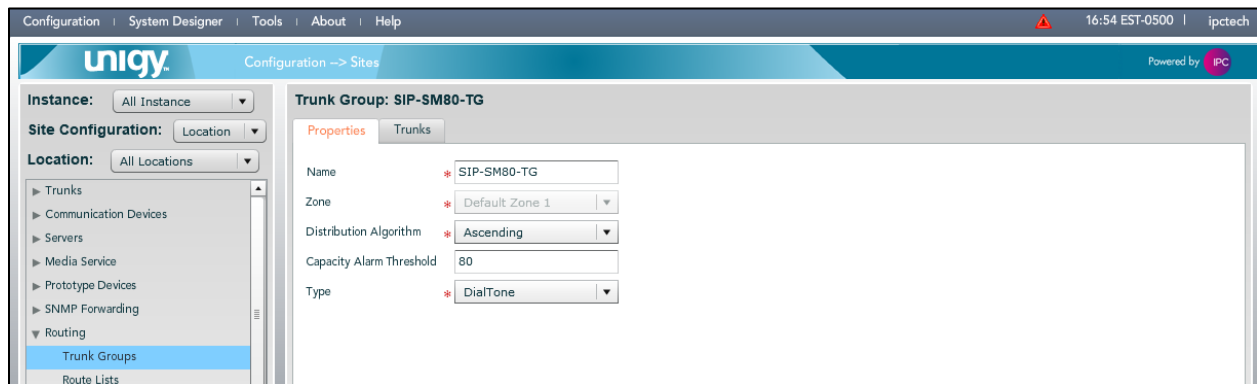 Configuration | System Designer | Tools | About | Help 16:54 EST-0500 | ipctech
unigy Configuration --> Sites Powered by IPC
Instance: All Instance
Site Configuration: Location
Location: All Locations
Trunks
Communication Devices
Servers
Media Service
Prototype Devices
SNMP Forwarding
Routing
Trunk Groups
Route Lists
Trunk Group: SIP-SM80-TG
Properties Trunks
Name * SIP-SM80-TG
Zone * Default Zone 1
Distribution Algorithm * Ascending
Capacity Alarm Threshold 80
Type * DialTone